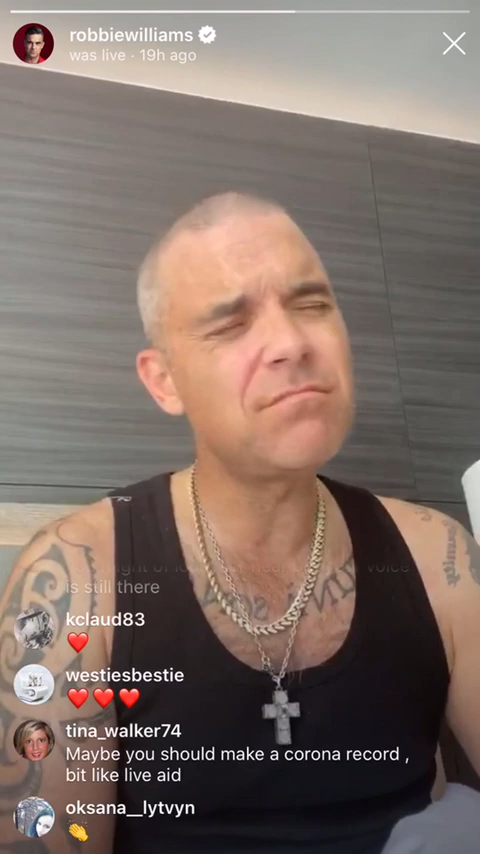 robbiewilliams
was live · 19h ago
voice
is still there
kclaud83
❤️
westiesbestie
❤️❤️❤️
tina_walker74
Maybe you should make a corona record ,
bit like live aid
oksana__lytvyn
👏